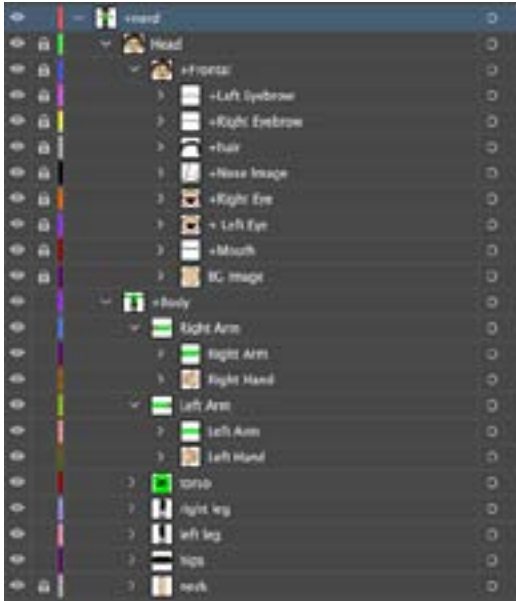 +nerd
Head
+Frontal
+Left Eyebrow
+Right Eyebrow
+hair
+Nose Image
+Right Eye
+ Left Eye
+Mouth
BG Image
+Body
Right Arm
Right Arm
Right Hand
Left Arm
Left Arm
Left Hand
torso
right leg
left leg
hips
neck